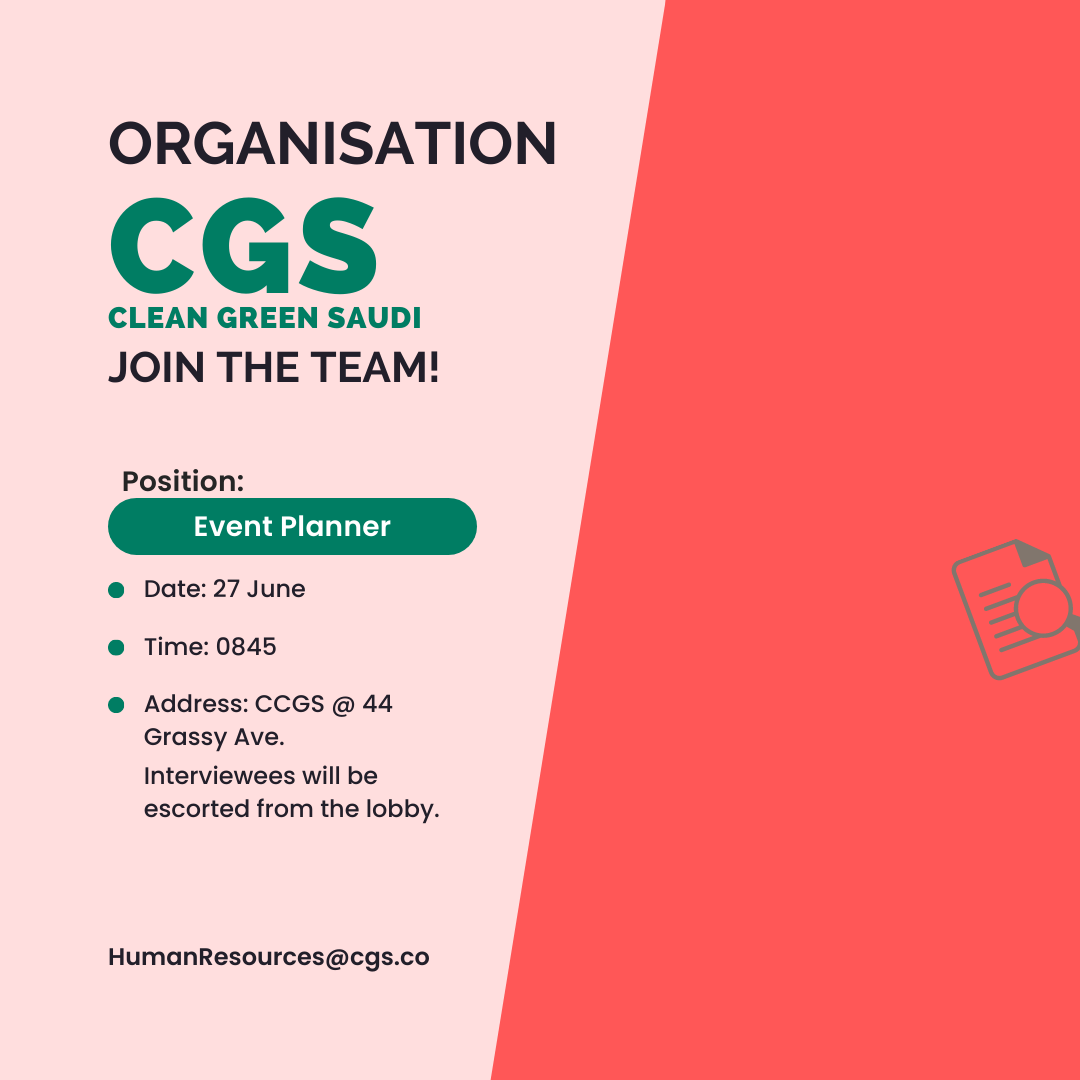 ORGANISATION
CGS
CLEAN GREEN SAUDI
JOIN THE TEAM!
Position:
Event Planner
Date: 27 June
Time: 0845
Address: CCGS @ 44
Grassy Ave.
Interviewees will be
escorted from the lobby.
HumanResources@cgs.co